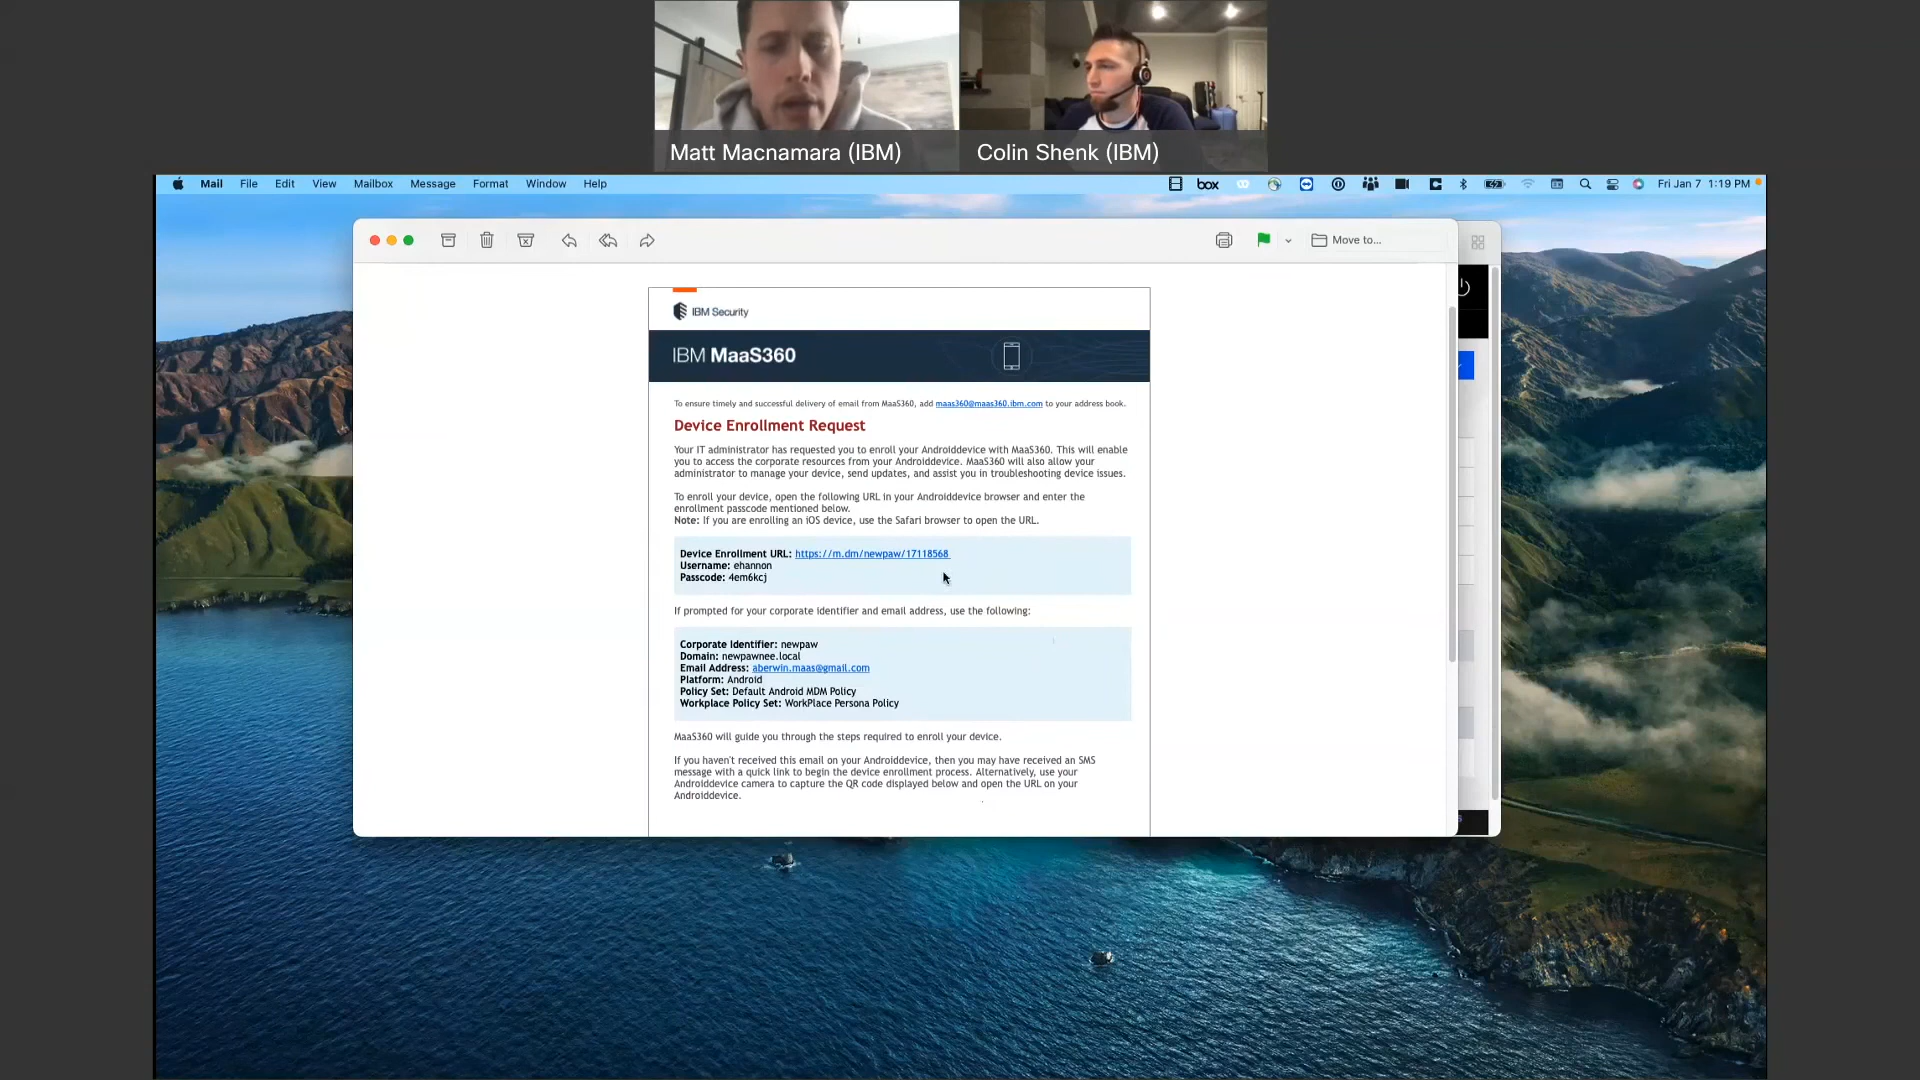 Matt Macnamara (IBM)
Colin Shenk (IBM)
Mail File Edit View Mailbox Message Format Window Help
box
Fri Jan 7 1:19 PM
Move to...
IBM Security
IBM MaaS360
To ensure timely and successful delivery of email from MaaS360, add maas360@maas360.ibm.com to your address book.
Device Enrollment Request
Your IT administrator has requested you to enroll your Androiddevice with MaaS360. This will enable
you to access the corporate resources from your Androiddevice. MaaS360 will also allow your
administrator to manage your device, send updates, and assist you in troubleshooting device issues.
To enroll your device, open the following URL in your Androiddevice browser and enter the
enrollment passcode mentioned below.
Note: If you are enrolling an iOS device, use the Safari browser to open the URL.
Device Enrollment URL: https://m.dm/newpaw/17118568
Username: ehannon
Passcode: 4em6kcj
If prompted for your corporate identifier and email address, use the following:
Corporate Identifier: newpaw
Domain: newpawnee.local
Email Address: aberwin.maas@gmail.com
Platform: Android
Policy Set: Default Android MDM Policy
Workplace Policy Set: WorkPlace Persona Policy
MaaS360 will guide you through the steps required to enroll your device.
If you haven't received this email on your Androiddevice, then you may have received an SMS
message with a quick link to begin the device enrollment process. Alternatively, use your
Androiddevice camera to capture the QR code displayed below and open the URL on your
Androiddevice.